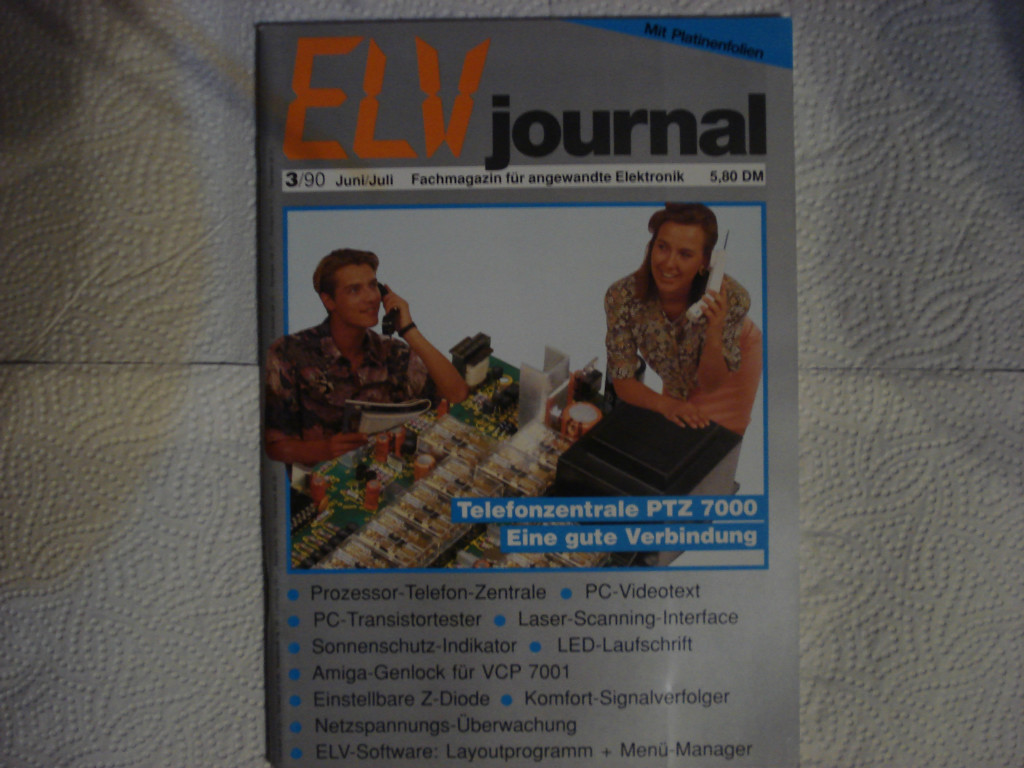 Mit Platinenfolien
ELV journal
3/90 Juni/Juli Fachmagazin für angewandte Elektronik 5,80 DM
Telefonzentrale PTZ 7000
Eine gute Verbindung
• Prozessor-Telefon-Zentrale • PC-Videotext
• PC-Transistortester • Laser-Scanning-Interface
• Sonnenschutz-Indikator • LED-Laufschrift
• Amiga-Genlock für VCP 7001
• Einstellbare Z-Diode • Komfort-Signalverfolger
• Netzspannungs-Überwachung
• ELV-Software: Layoutprogramm + Menü-Manager